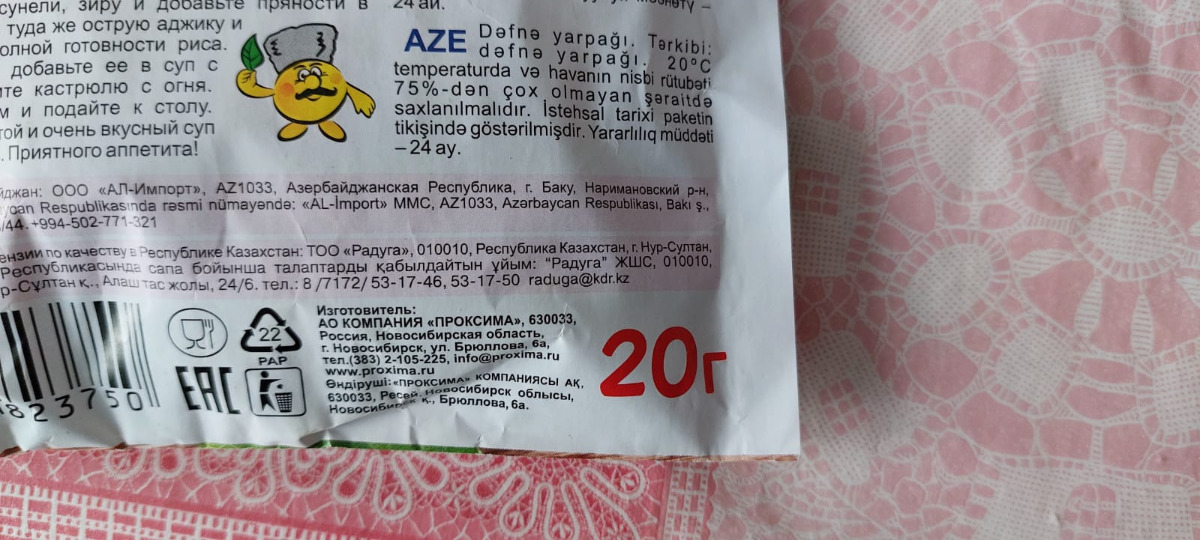 сунели, зиру и добавьте пряности в
туда же острую аджику и
олной готовности риса.
добавьте ее в суп с
те кастрюлю с огня.
м и подайте к столу.
той и очень вкусный суп
. Приятного аппетита!
24 ай.
AZE Dəfnə yarpağı. Tərkibi:
dəfnə yarpağı. 20°C
temperaturda və havanın nisbi rütubəti
75%-dən çox olmayan şəraitdə
saxlanılmalıdır. İstehsal tarixi paketin
tikişində göstərilmişdir. Yararlılıq müddəti
– 24 ay.
йджан: ООО «АЛ-Импорт», AZ1033, Азербайджанская Республика, г. Баку, Наримановский р-н,
aycan Respublikasında rəsmi nümayəndə: «AL-İmport» MMC, AZ1033, Azərbaycan Respublikası, Bakı ş.,
/44. +994-502-771-321
ензии по качеству в Республике Казахстан: ТОО «Радуга», 010010, Республика Казахстан, г. Нур-Султан,
Республикасында сапа бойынша талаптарды қабылдайтын ұйым: “Радуга” ЖШС, 010010,
р-Сұлтан қ., Алаш тас жолы, 24/6. тел.: 8 /7172/ 53-17-46, 53-17-50 raduga@kdr.kz
823750
22
PAP
EAC
Изготовитель:
АО КОМПАНИЯ «ПРОКСИМА», 630033,
Россия, Новосибирская область,
г. Новосибирск, ул. Брюллова, 6а,
тел.(383) 2-105-225, info@proxima.ru
www.proxima.ru
Өндіруші: «ПРОКСИМА» КОМПАНИЯСЫ АҚ,
630033, Ресей, Новосибирск облысы,
Новосибирск қ., Брюллова, 6а.
20г